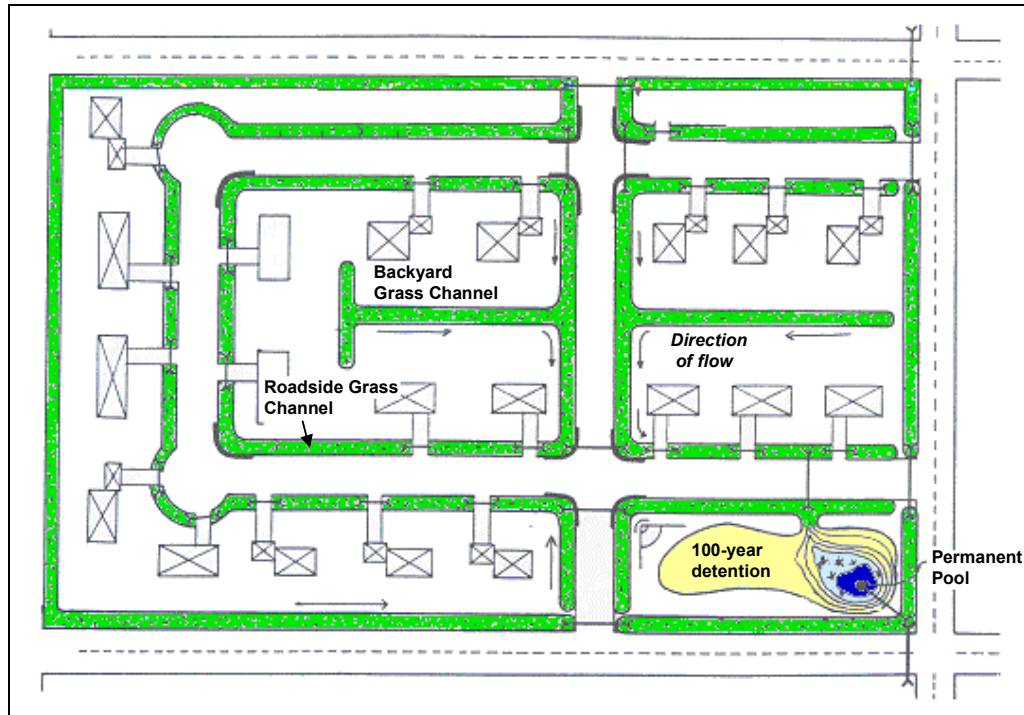 Backyard
Grass Channel
Direction
of flow
Roadside Grass
Channel
100-year
detention
Permanent
Pool